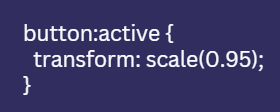 button:active {
  transform: scale(0.95);
}